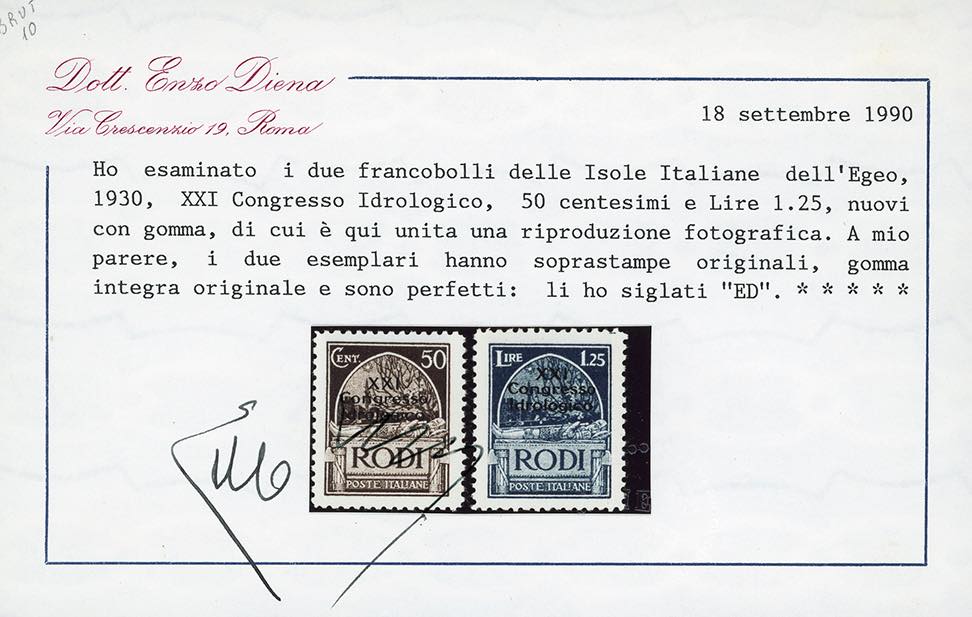 BRUT
10
Dott. Enzo Diena
Via Crescenzio 19, Roma
18 settembre 1990
Ho esaminato i due francobolli delle Isole Italiane dell'Egeo,
1930, XXI Congresso Idrologico, 50 centesimi e Lire 1.25, nuovi
con gomma, di cui è qui unita una riproduzione fotografica. A mio
parere, i due esemplari hanno soprastampe originali, gomma
integra originale e sono perfetti: li ho siglati "ED". * * * * *
CENT. 50
XXI
Congresso
Idrologico
RODI
POSTE ITALIANE
LIRE 1.25
XXI
Congresso
Idrologico
RODI
POSTE ITALIANE